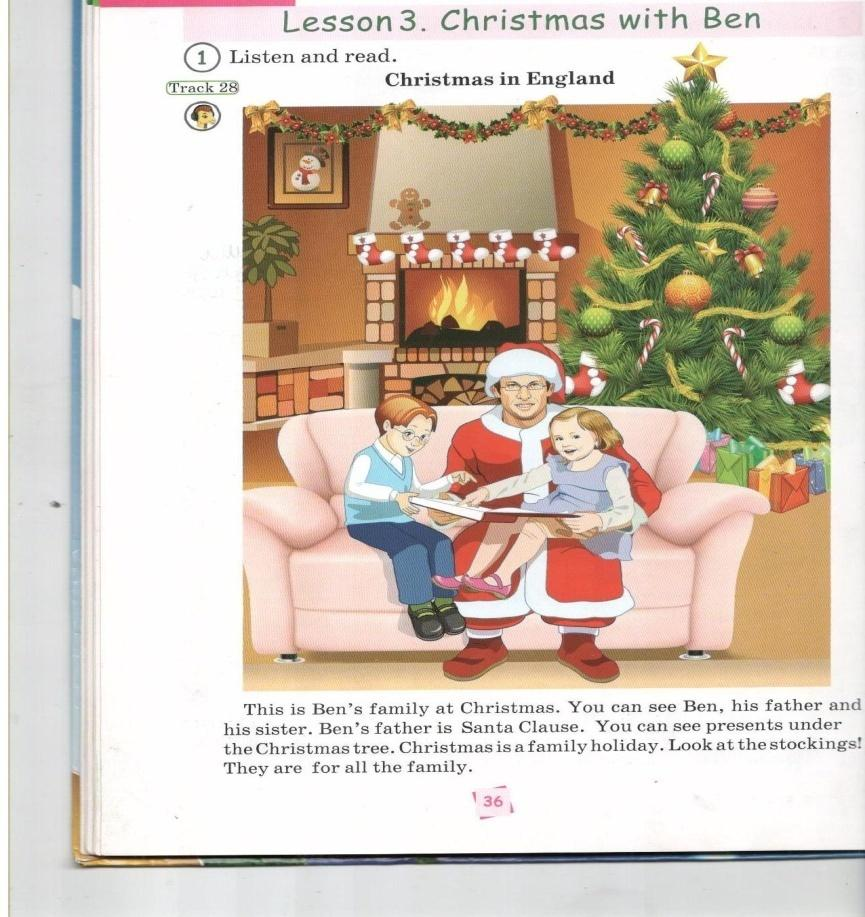 Lesson 3. Christmas with Ben
1 Listen and read.
Track 28
Christmas in England
This is Ben's family at Christmas. You can see Ben, his father and
his sister. Ben's father is Santa Clause. You can see presents under
the Christmas tree. Christmas is a family holiday. Look at the stockings!
They are for all the family.
36